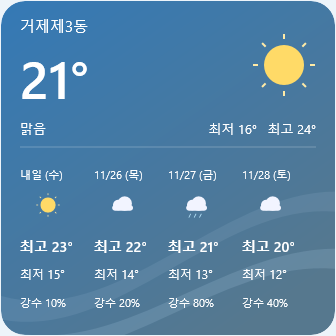 거제제3동
21°
맑음
최저 16° 최고 24°
내일 (수) 11/26 (목) 11/27 (금) 11/28 (토)
최고 23° 최고 22° 최고 21° 최고 20°
최저 15° 최저 14° 최저 13° 최저 12°
강수 10% 강수 20% 강수 80% 강수 40%